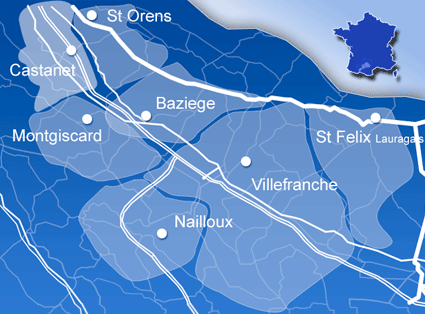 St Orens
Castanet
Baziege
Montgiscard
St Felix Lauragais
Villefranche
Nailloux